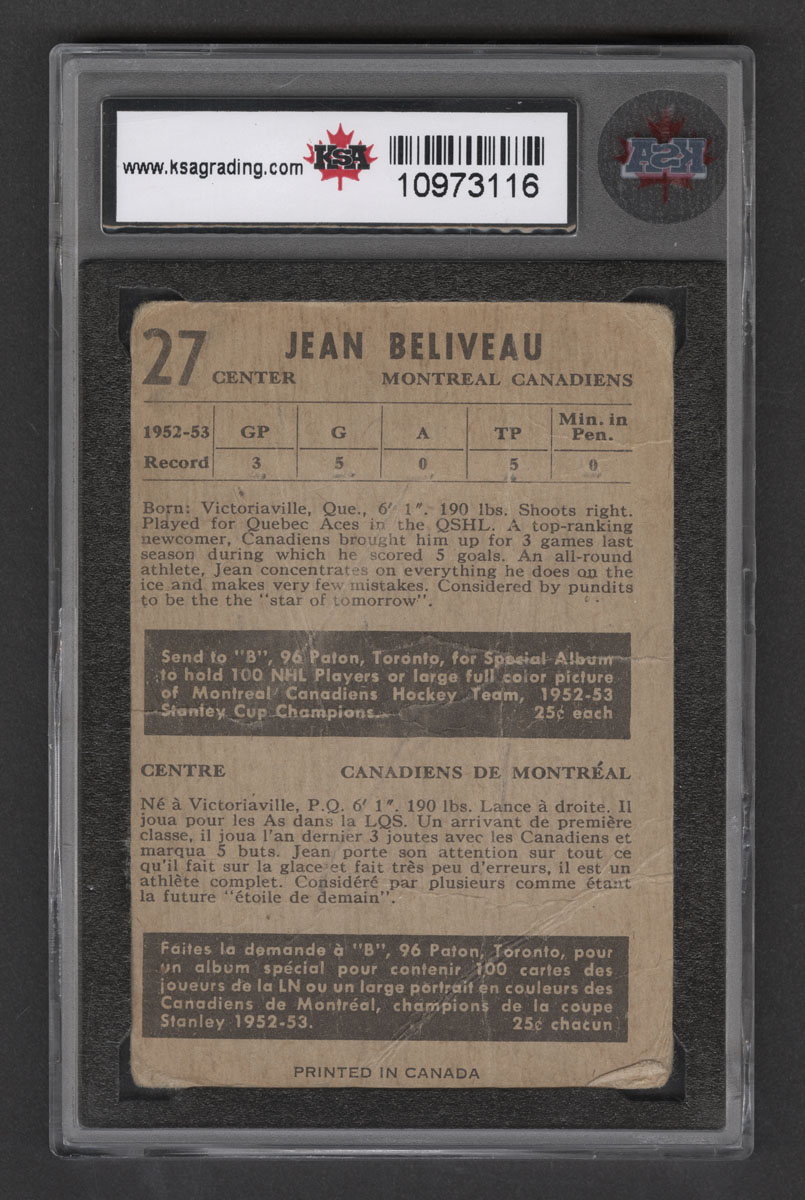 www.ksagrading.com KSA
10973116
KSA
27 JEAN BELIVEAU
CENTER MONTREAL CANADIENS
1952-53 GP G A TP Min. in Pen.
Record 3 5 0 5 0
Born: Victoriaville, Que., 6' 1". 190 lbs. Shoots right.
Played for Quebec Aces in the QSHL. A top-ranking
newcomer, Canadiens brought him up for 3 games last
season during which he scored 5 goals. An all-round
athlete, Jean concentrates on everything he does on the
ice and makes very few mistakes. Considered by pundits
to be the the "star of tomorrow".
Send to "B", 96 Paton, Toronto, for Special Album
to hold 100 NHL Players or large full color picture
of Montreal Canadiens Hockey Team, 1952-53
Stanley Cup Champions. 25¢ each
CENTRE CANADIENS DE MONTRÉAL
Né à Victoriaville, P.Q. 6' 1". 190 lbs. Lance à droite. Il
joua pour les As dans la LQS. Un arrivant de première
classe, il joua l'an dernier 3 joutes avec les Canadiens et
marqua 5 buts. Jean porte son attention sur tout ce
qu'il fait sur la glace et fait très peu d'erreurs, il est un
athlète complet. Considéré par plusieurs comme étant
la future "étoile de demain".
Faites la demande à "B", 96 Paton, Toronto, pour
un album spécial pour contenir 100 cartes des
joueurs de la LN ou un large portrait en couleurs des
Canadiens de Montréal, champions de la coupe
Stanley 1952-53. 25¢ chacun
PRINTED IN CANADA